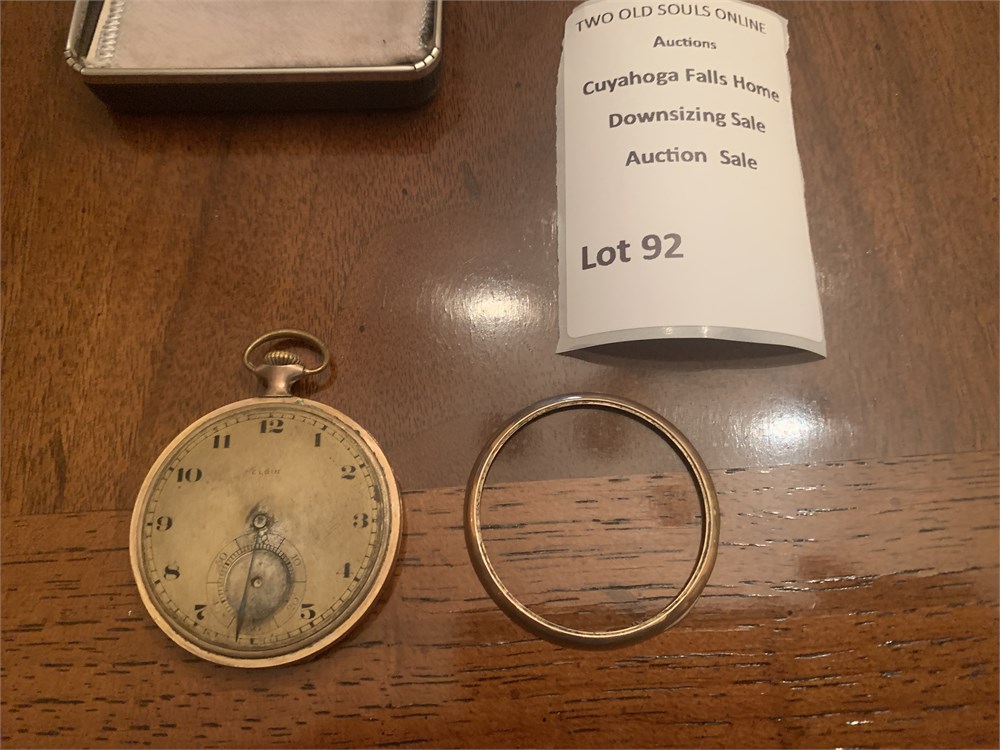 TWO OLD SOULS ONLINE
Auctions
Cuyahoga Falls Home
Downsizing Sale
Auction Sale
Lot 92
ELGIN
12
1
2
3
4
5
7
8
9
10
11
10